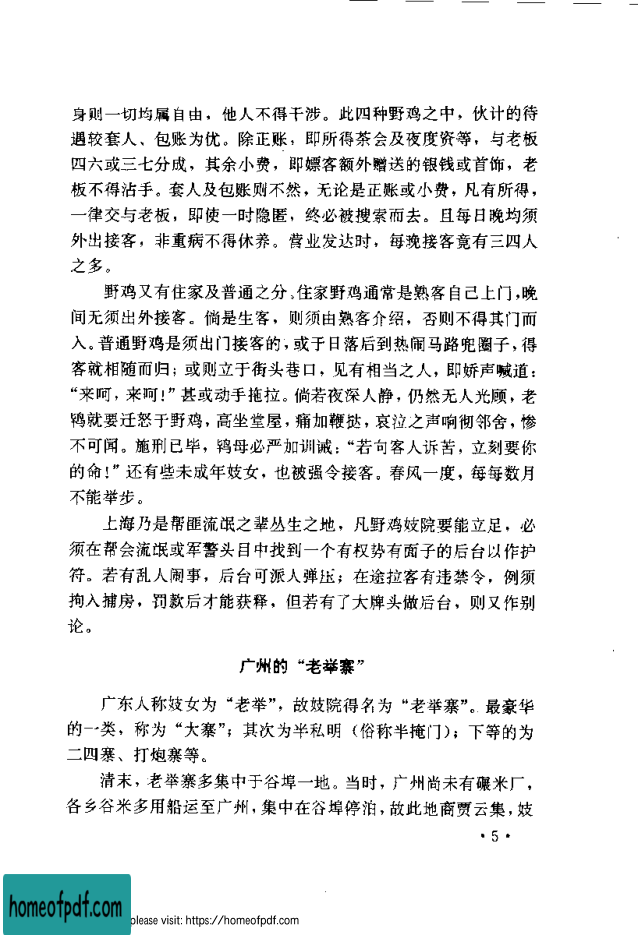 身则一切均属自由，他人不得干涉。此四种野鸡之中，伙计的待
遇较套人、包账为优。除正账，即所得茶会及夜度资等，与老板
四六或三七分成，其余小费，即嫖客额外赠送的银钱或首饰，老
板不得沾手。套人及包账则不然，无论是正账或小费，凡有所得，
一律交与老板，即使一时隐匿，终必被搜索而去。且每日晚均须
外出接客，非重病不得休养。营业发达时，每晚接客竟有三四人
之多。
野鸡又有住家及普通之分。住家野鸡通常是熟客自己上门，晚
间无须出外接客。倘是生客，则须由熟客介绍，否则不得其门而
入。普通野鸡是须出门接客的，或于日落后到热闹马路兜圈子，得
客就相随而归；或则立于街头巷口，见有相当之人，即娇声喊道：
“来呵，来呵！”甚或动手拖拉。倘若夜深人静，仍然无人光顾，老
鸨就要迁怒于野鸡，高坐堂屋，痛加鞭挞，哀泣之声响彻邻舍，惨
不可闻。施刑已毕，鸨母必严加训诫：“若向客人诉苦，立刻要你
的命！”还有些未成年妓女，也被强令接客。春风一度，每每数月
不能举步。
上海乃是帮匪流氓之辈丛生之地，凡野鸡妓院要能立足，必
须在帮会流氓或军警头目中找到一个有权势有面子的后台以作护
符。若有乱人闹事，后台可派人弹压；在途拉客有违禁令，例须
拘入捕房，罚款后才能获释，但若有了大牌头做后台，则又作别
论。
广州的“老举寨”
广东人称妓女为“老举”，故妓院得名为“老举寨”。最豪华
的一类，称为“大寨”；其次为半私明（俗称半掩门）；下等的为
二四寨、打炮寨等。
清末，老举寨多集中于谷埠一地。当时，广州尚未有碾米厂，
各乡谷米多用船运至广州，集中在谷埠停泊，故此地商贾云集，妓
·5·
homeofpdf.com
please visit: https://homeofpdf.com